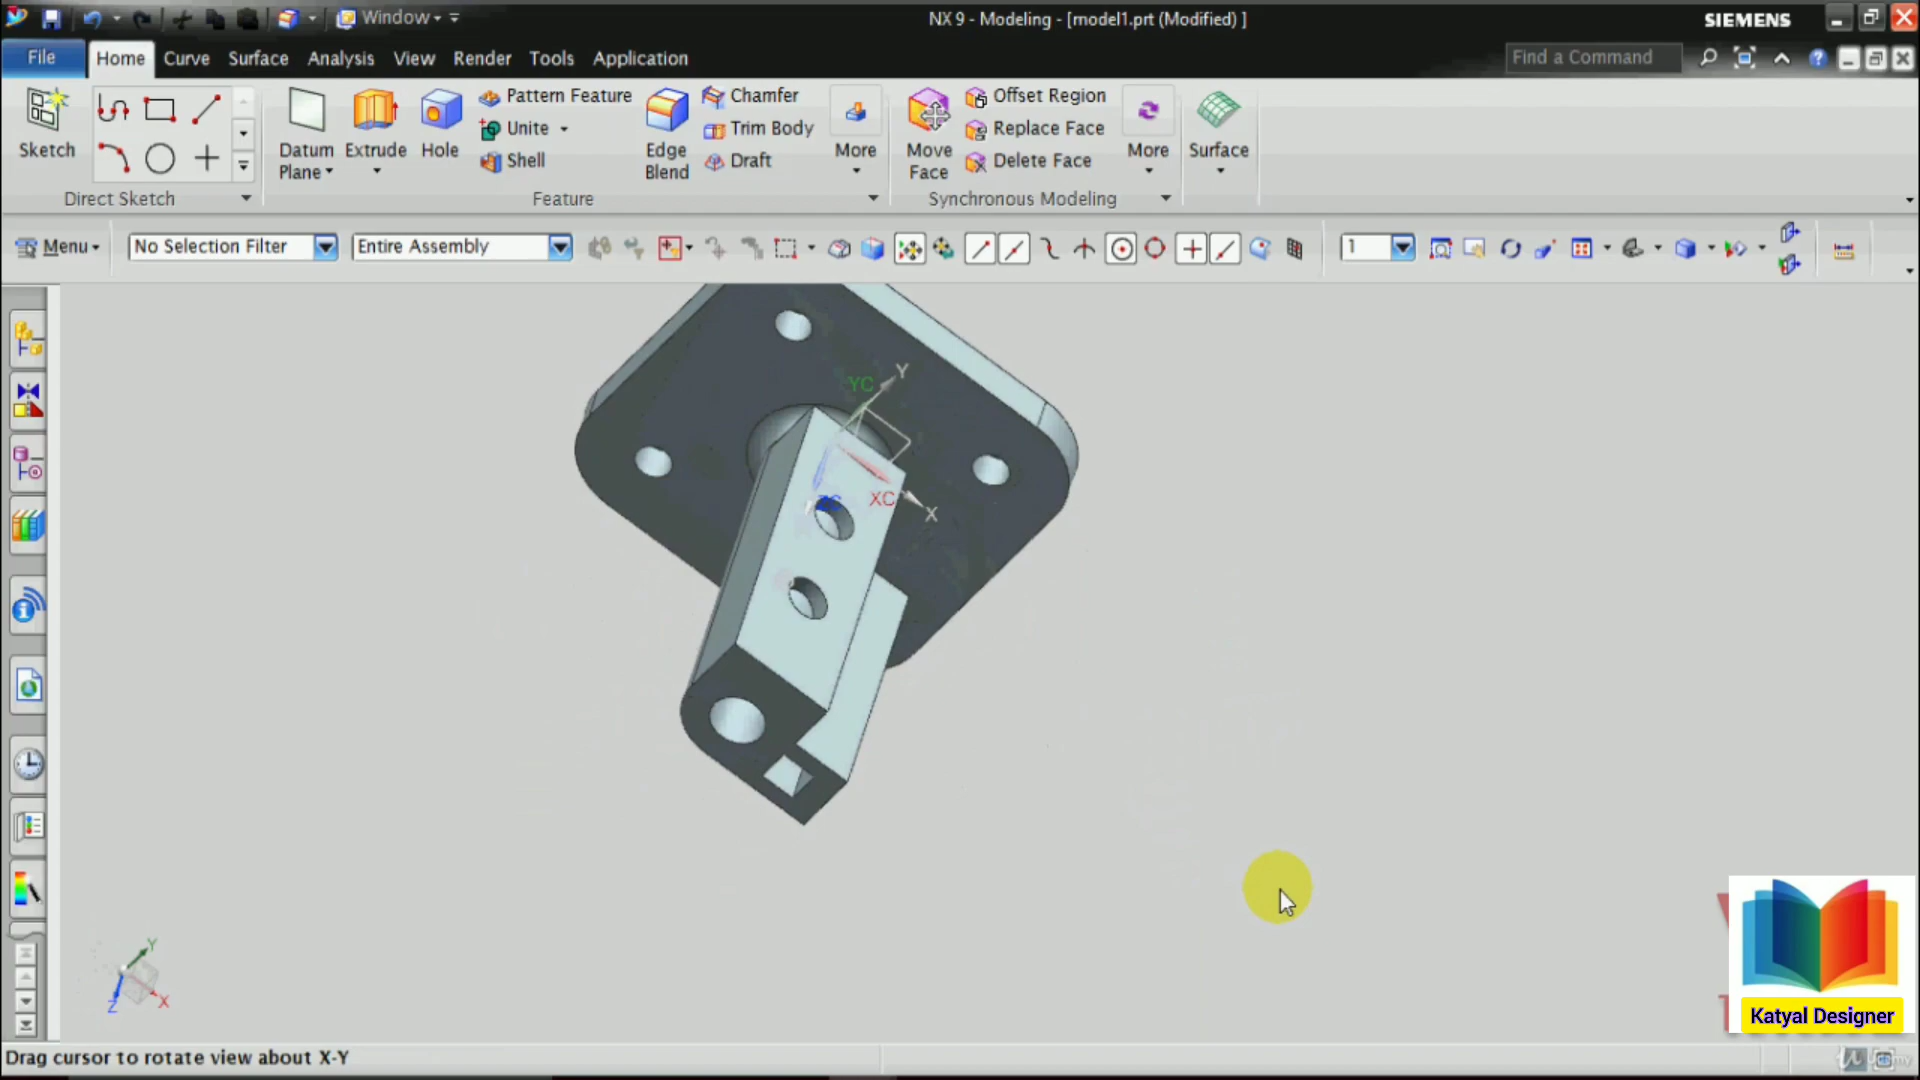 Window
NX 9 - Modeling - [model1.prt (Modified) ]
SIEMENS
File
Home
Curve
Surface
Analysis
View
Render
Tools
Application
Find a Command
Sketch
Datum Plane
Extrude
Hole
Pattern Feature
Unite
Shell
Edge Blend
Chamfer
Trim Body
Draft
More
Move Face
Offset Region
Replace Face
Delete Face
More
Surface
Direct Sketch
Feature
Synchronous Modeling
Menu
No Selection Filter
Entire Assembly
1
YC
Y
ZC
XC
X
Y
Z
X
Katyal Designer
Drag cursor to rotate view about X-Y